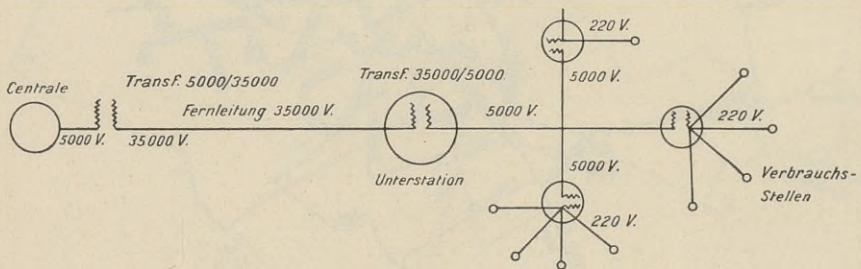 220 V.
Transf. 5000/35000.
Transf. 35000/5000.
5000 V.
Centrale
Fernleitung 35000 V.
5000 V.
220 V.
5000 V.
35000 V.
Unterstation
5000 V.
Verbrauchs-
Stellen
220 V.